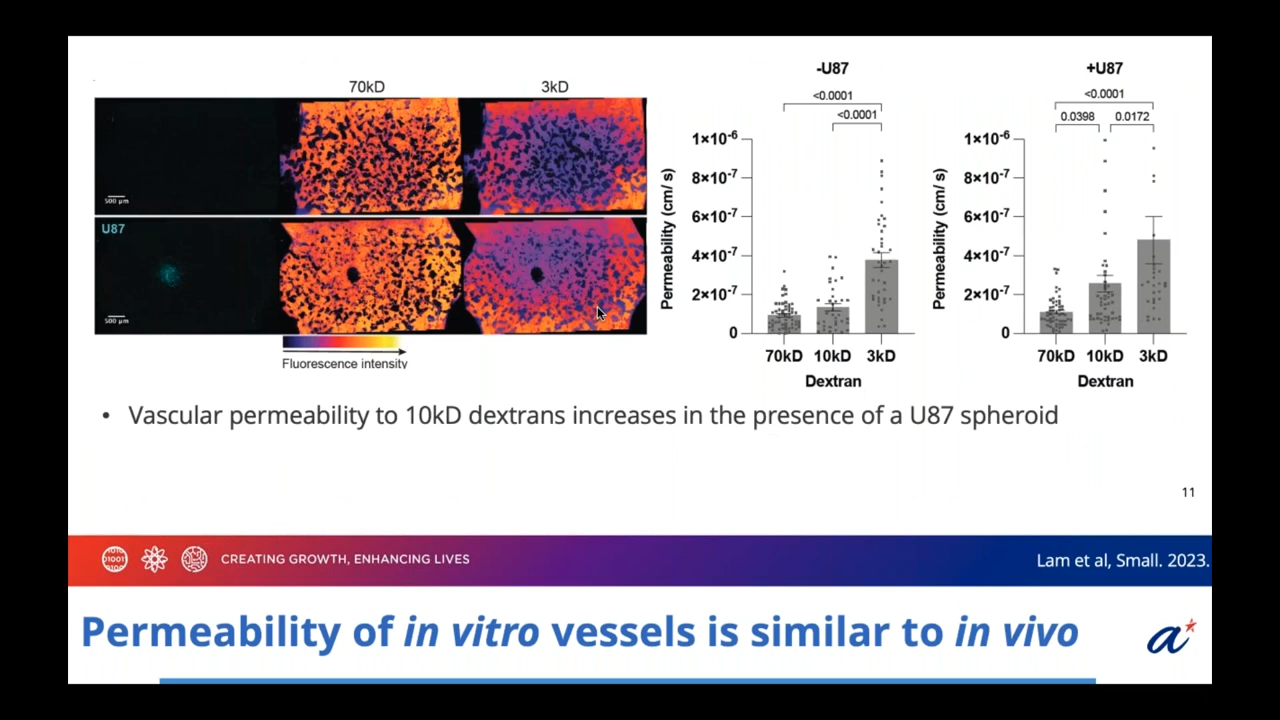 70kD 3kD
500 µm
U87
500 µm
Fluorescence intensity
-U87
<0.0001
<0.0001
Permeability (cm/ s)
1×10-6
8×10-7
6×10-7
4×10-7
2×10-7
0
70kD 10kD 3kD
Dextran
+U87
<0.0001
0.0398 0.0172
Permeability (cm/ s)
1×10-6
8×10-7
6×10-7
4×10-7
2×10-7
0
70kD 10kD 3kD
Dextran
• Vascular permeability to 10kD dextrans increases in the presence of a U87 spheroid
11
01001 CREATING GROWTH, ENHANCING LIVES
Lam et al, Small. 2023.
Permeability of in vitro vessels is similar to in vivo
a